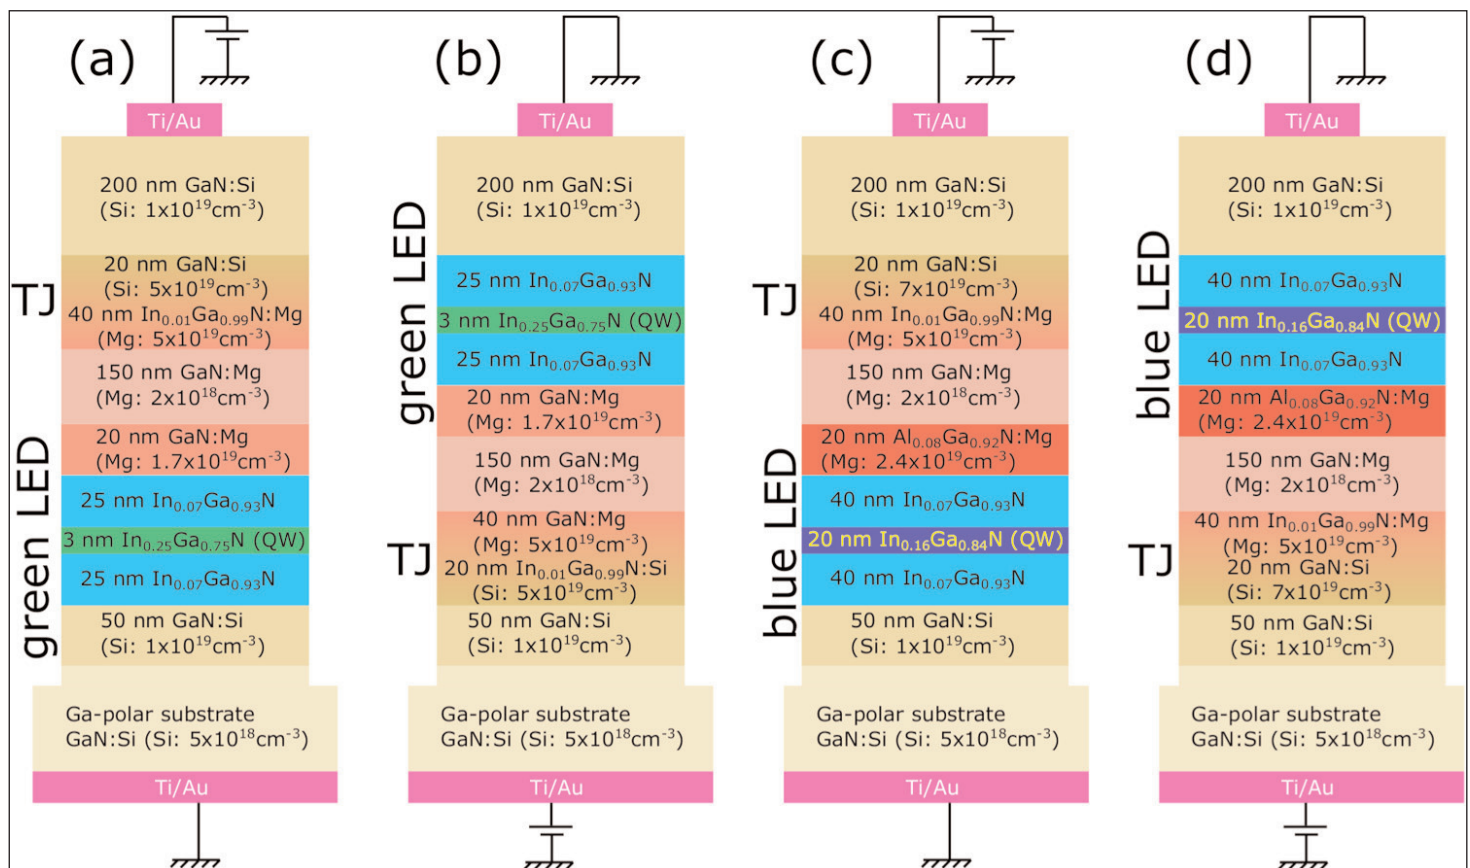 (a)
Ti/Au
200 nm GaN:Si
(Si: 1x10¹⁹cm⁻³)
TJ
20 nm GaN:Si
(Si: 5x10¹⁹cm⁻³)
40 nm In₀.₀₁Ga₀.₉₉N:Mg
(Mg: 5x10¹⁹cm⁻³)
150 nm GaN:Mg
(Mg: 2x10¹⁸cm⁻³)
green LED
20 nm GaN:Mg
(Mg: 1.7x10¹⁹cm⁻³)
25 nm In₀.₀₇Ga₀.₉₃N
3 nm In₀.₂₅Ga₀.₇₅N (QW)
25 nm In₀.₀₇Ga₀.₉₃N
50 nm GaN:Si
(Si: 1x10¹⁹cm⁻³)
Ga-polar substrate
GaN:Si (Si: 5x10¹⁸cm⁻³)
Ti/Au
(b)
Ti/Au
200 nm GaN:Si
(Si: 1x10¹⁹cm⁻³)
green LED
25 nm In₀.₀₇Ga₀.₉₃N
3 nm In₀.₂₅Ga₀.₇₅N (QW)
25 nm In₀.₀₇Ga₀.₉₃N
20 nm GaN:Mg
(Mg: 1.7x10¹⁹cm⁻³)
150 nm GaN:Mg
(Mg: 2x10¹⁸cm⁻³)
TJ
40 nm GaN:Mg
(Mg: 5x10¹⁹cm⁻³)
20 nm In₀.₀₁Ga₀.₉₉N:Si
(Si: 5x10¹⁹cm⁻³)
50 nm GaN:Si
(Si: 1x10¹⁹cm⁻³)
Ga-polar substrate
GaN:Si (Si: 5x10¹⁸cm⁻³)
Ti/Au
(c)
Ti/Au
200 nm GaN:Si
(Si: 1x10¹⁹cm⁻³)
TJ
20 nm GaN:Si
(Si: 7x10¹⁹cm⁻³)
40 nm In₀.₀₁Ga₀.₉₉N:Mg
(Mg: 5x10¹⁹cm⁻³)
150 nm GaN:Mg
(Mg: 2x10¹⁸cm⁻³)
blue LED
20 nm Al₀.₀₈Ga₀.₉₂N:Mg
(Mg: 2.4x10¹⁹cm⁻³)
40 nm In₀.₀₇Ga₀.₉₃N
20 nm In₀.₁₆Ga₀.₈₄N (QW)
40 nm In₀.₀₇Ga₀.₉₃N
50 nm GaN:Si
(Si: 1x10¹⁹cm⁻³)
Ga-polar substrate
GaN:Si (Si: 5x10¹⁸cm⁻³)
Ti/Au
(d)
Ti/Au
200 nm GaN:Si
(Si: 1x10¹⁹cm⁻³)
blue LED
40 nm In₀.₀₇Ga₀.₉₃N
20 nm In₀.₁₆Ga₀.₈₄N (QW)
40 nm In₀.₀₇Ga₀.₉₃N
20 nm Al₀.₀₈Ga₀.₉₂N:Mg
(Mg: 2.4x10¹⁹cm⁻³)
150 nm GaN:Mg
(Mg: 2x10¹⁸cm⁻³)
TJ
40 nm In₀.₀₁Ga₀.₉₉N:Mg
(Mg: 5x10¹⁹cm⁻³)
20 nm GaN:Si
(Si: 7x10¹⁹cm⁻³)
50 nm GaN:Si
(Si: 1x10¹⁹cm⁻³)
Ga-polar substrate
GaN:Si (Si: 5x10¹⁸cm⁻³)
Ti/Au